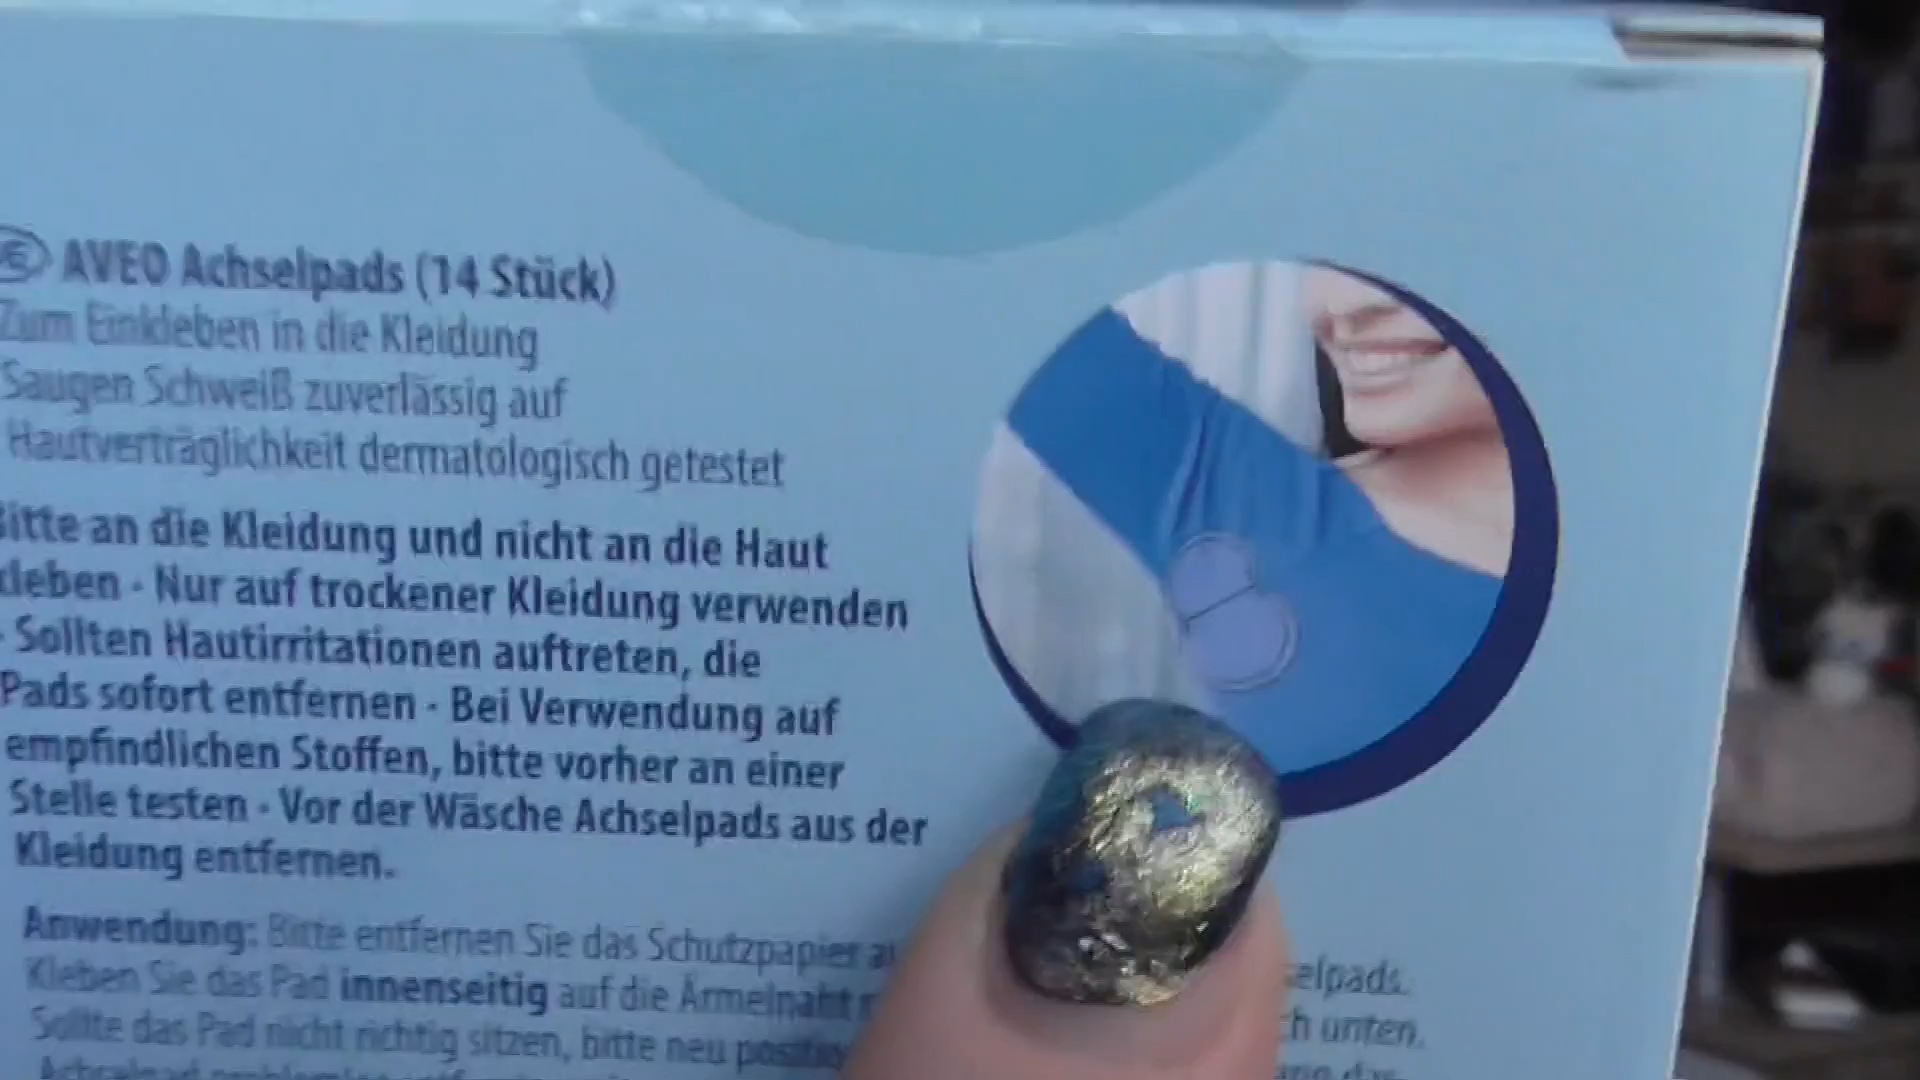 AVEO Achselpads (14 Stück)
Zum Einkleben in die Kleidung
Saugen Schweiß zuverlässig auf
Hautverträglichkeit dermatologisch getestet
Bitte an die Kleidung und nicht an die Haut
kleben · Nur auf trockener Kleidung verwenden
· Sollten Hautirritationen auftreten, die
Pads sofort entfernen · Bei Verwendung auf
empfindlichen Stoffen, bitte vorher an einer
Stelle testen · Vor der Wäsche Achselpads aus der
Kleidung entfernen.
Anwendung: Bitte entfernen Sie das Schutzpapier
Kleben Sie das Pad innenseitig auf die Ärmelnaht
unten.
Sollte das Pad nicht richtig sitzen, bitte neu